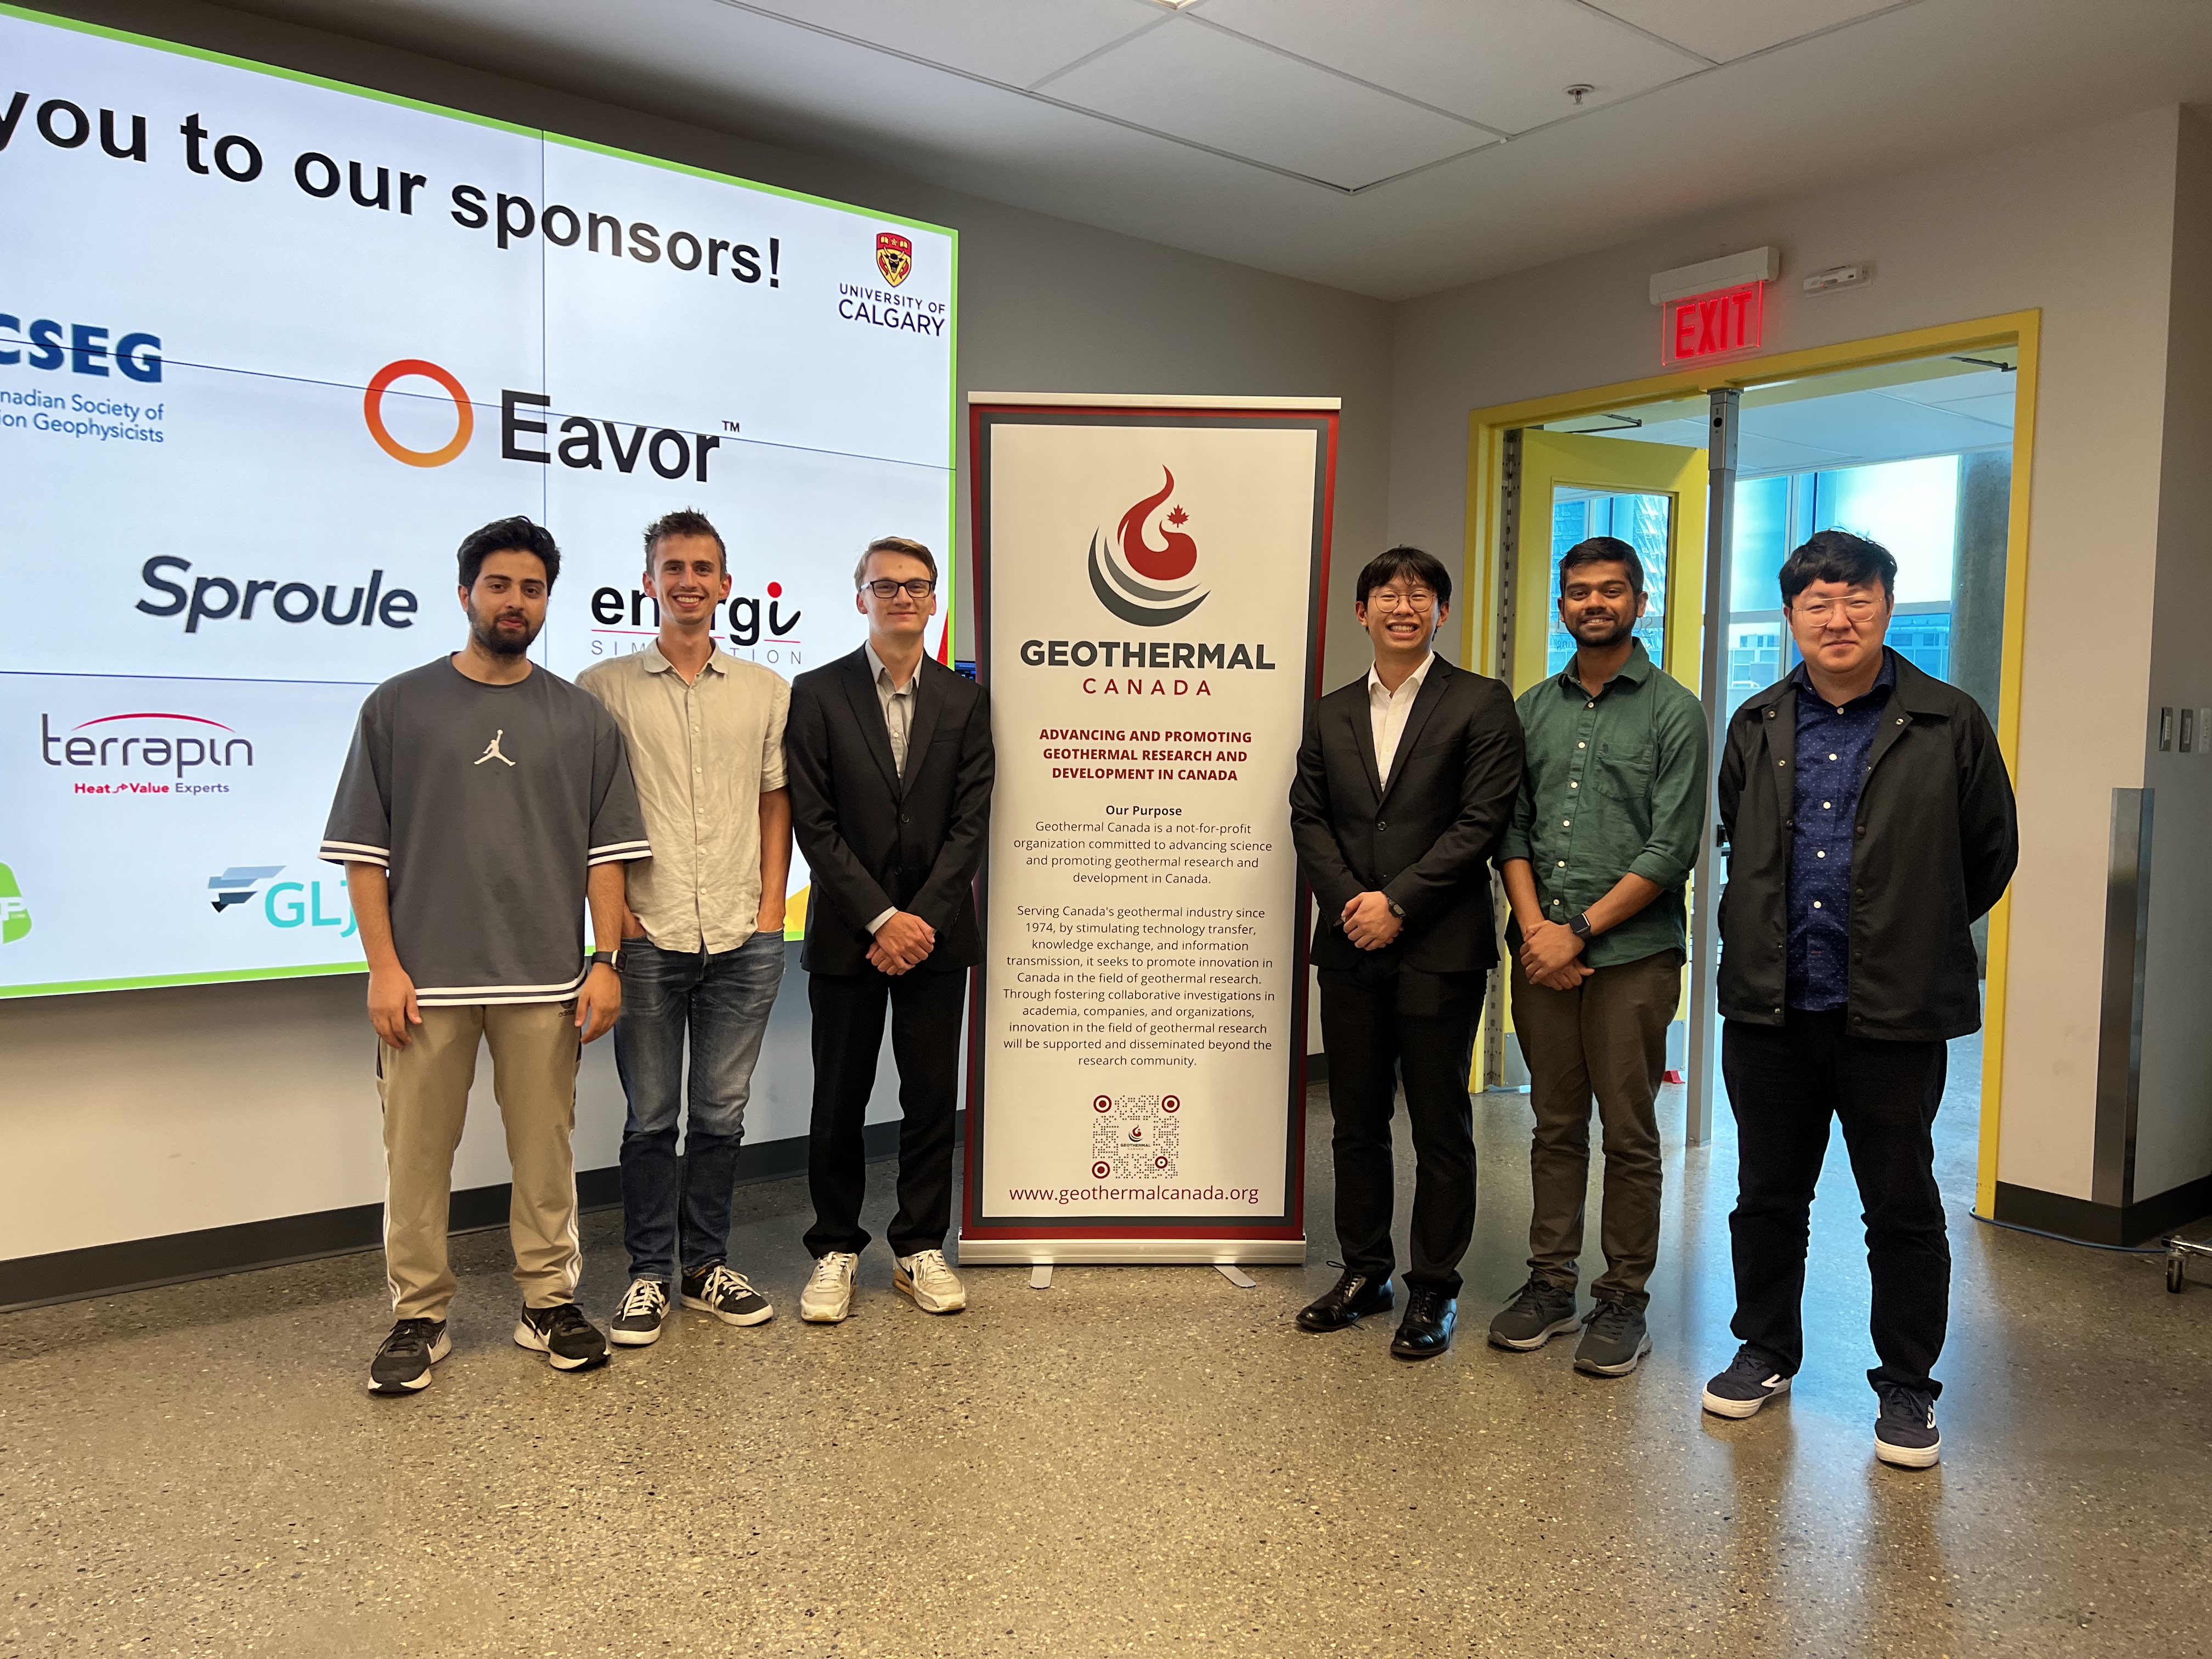 you to our sponsors!
UNIVERSITY OF
CALGARY
CSEG
nadian Society of
ion Geophysicists
Eavor™
Sproule
energi
terrapin
Heat Value Experts
GLJ
GEOTHERMAL
CANADA
ADVANCING AND PROMOTING
GEOTHERMAL RESEARCH AND
DEVELOPMENT IN CANADA
Our Purpose
Geothermal Canada is a not-for-profit
organization committed to advancing science
and promoting geothermal research and
development in Canada.
Serving Canada's geothermal industry since
1974, by stimulating technology transfer,
knowledge exchange, and information
transmission, it seeks to promote innovation in
Canada in the field of geothermal research.
Through fostering collaborative investigations in
academia, companies, and organizations,
innovation in the field of geothermal research
will be supported and disseminated beyond the
research community.
GEOTHERMAL
CANADA
www.geothermalcanada.org
EXIT
adidas